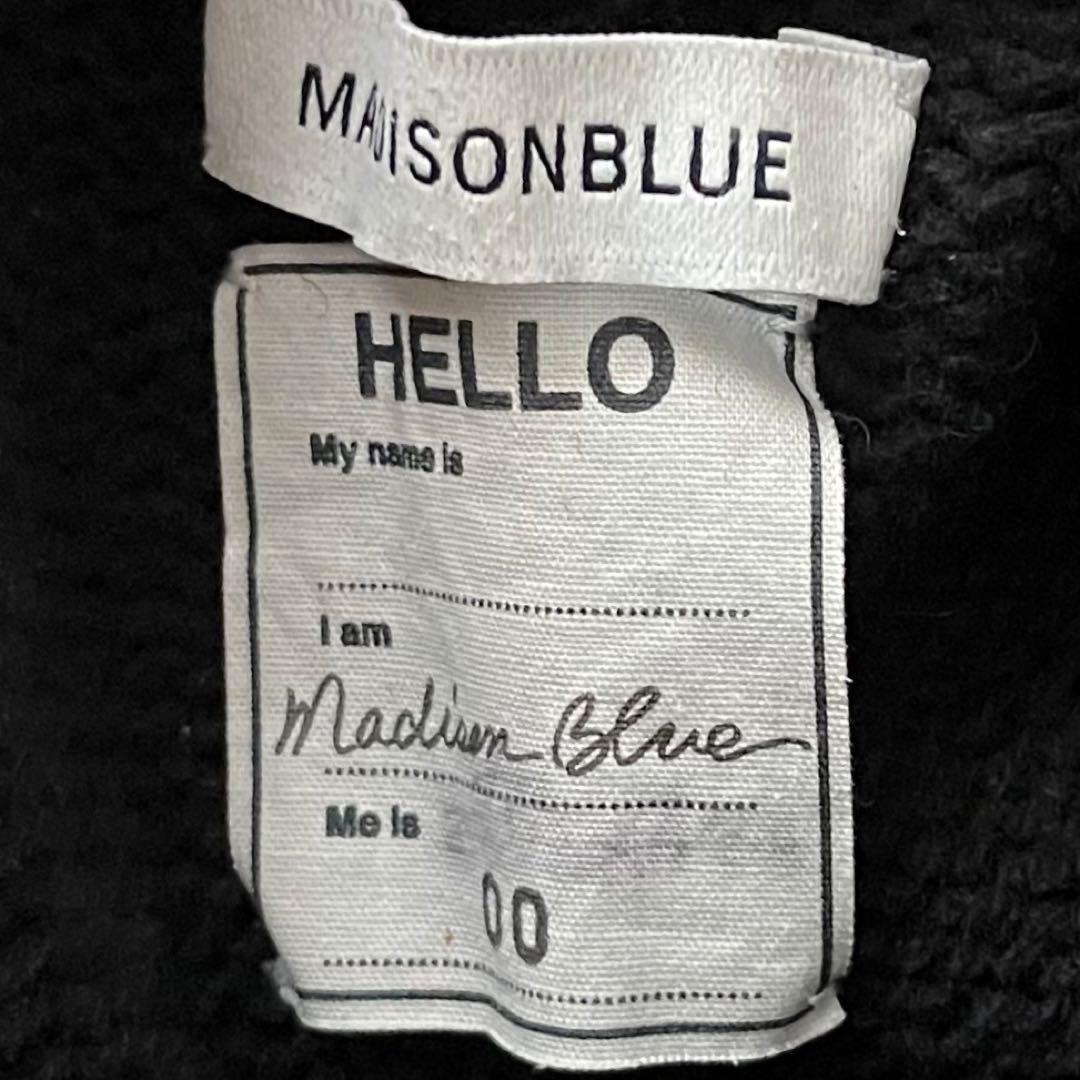 MADiSONBLUE
HELLO
My name is
I am
Madison Blue
Me is
00